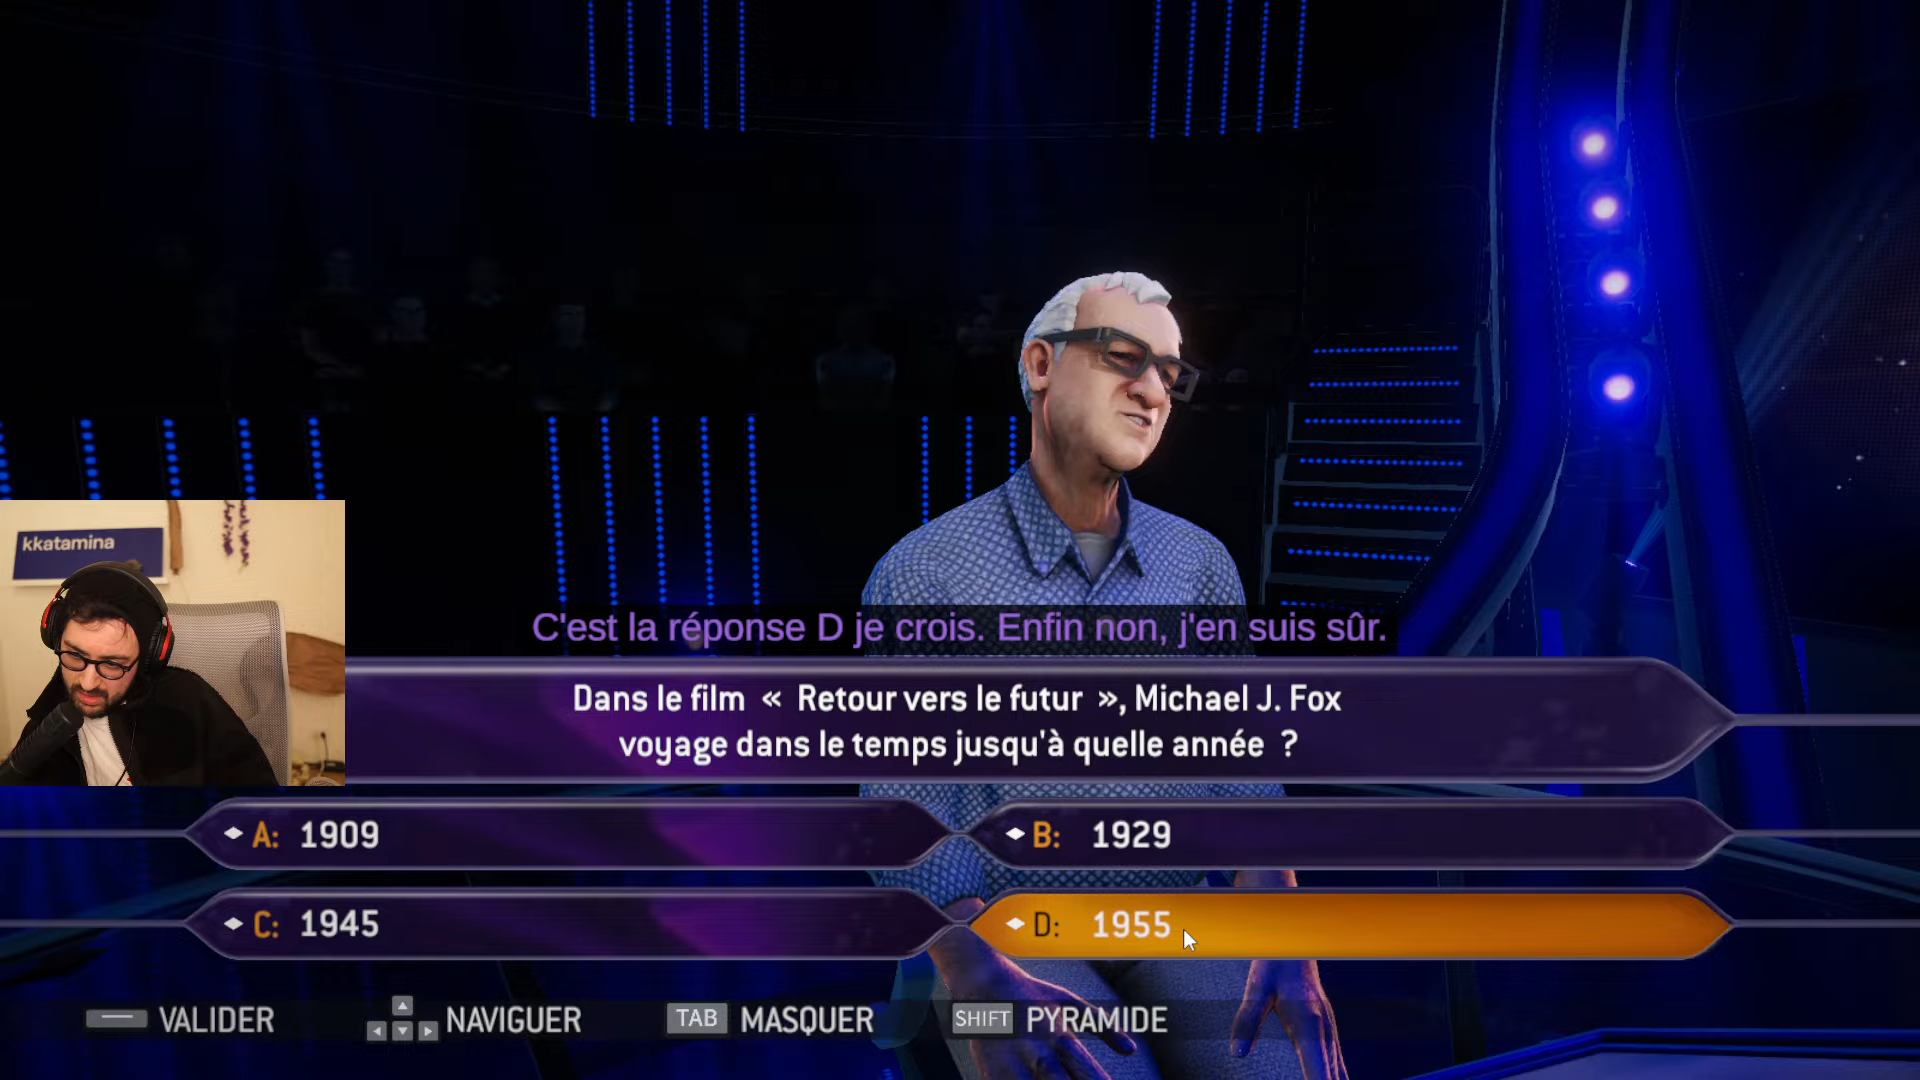 kkatamina
C'est la réponse D je crois. Enfin non, j'en suis sûr.
Dans le film « Retour vers le futur », Michael J. Fox
voyage dans le temps jusqu'à quelle année ?
A: 1909
B: 1929
C: 1945
D: 1955
VALIDER
NAVIGUER
TAB MASQUER
SHIFT PYRAMIDE